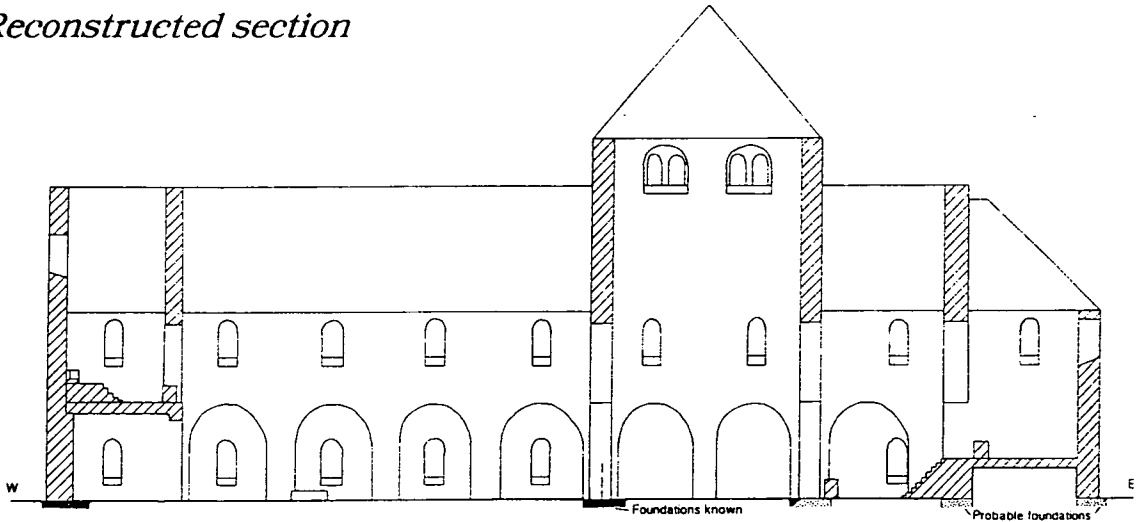 Reconstructed section
W
E
Foundations known
Probable foundations